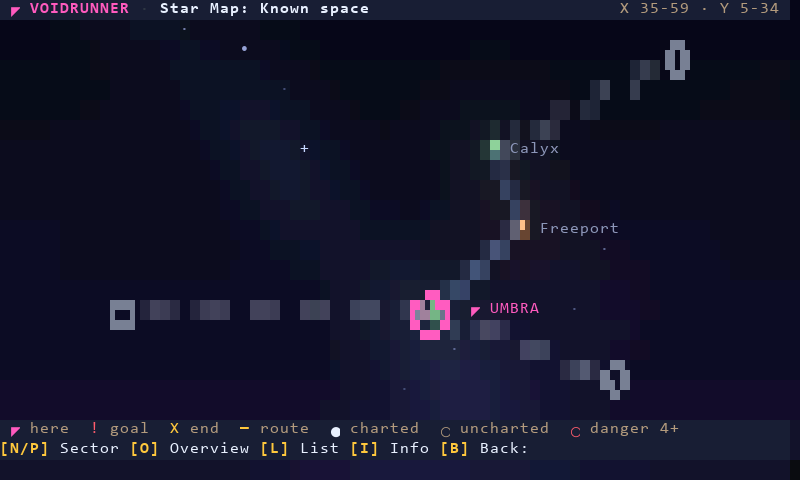 VOIDRUNNER · Star Map: Known space X 35-59 · Y 5-34
Calyx
Freeport
UMBRA
here ! goal X end — route charted uncharted danger 4+
[N/P] Sector [O] Overview [L] List [I] Info [B] Back: